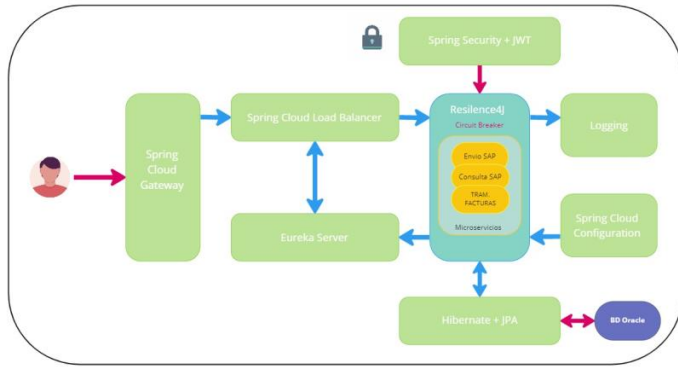 Spring Security + JWT
Resilence4J
Circuit Breaker
Spring Cloud Load Balancer
Logging
Envio SAP
Consulta SAP
TRAM.
FACTURAS
Microservicios
Spring
Cloud
Gateway
Eureka Server
Spring Cloud
Configuration
Hibernate + JPA
BD Oracle